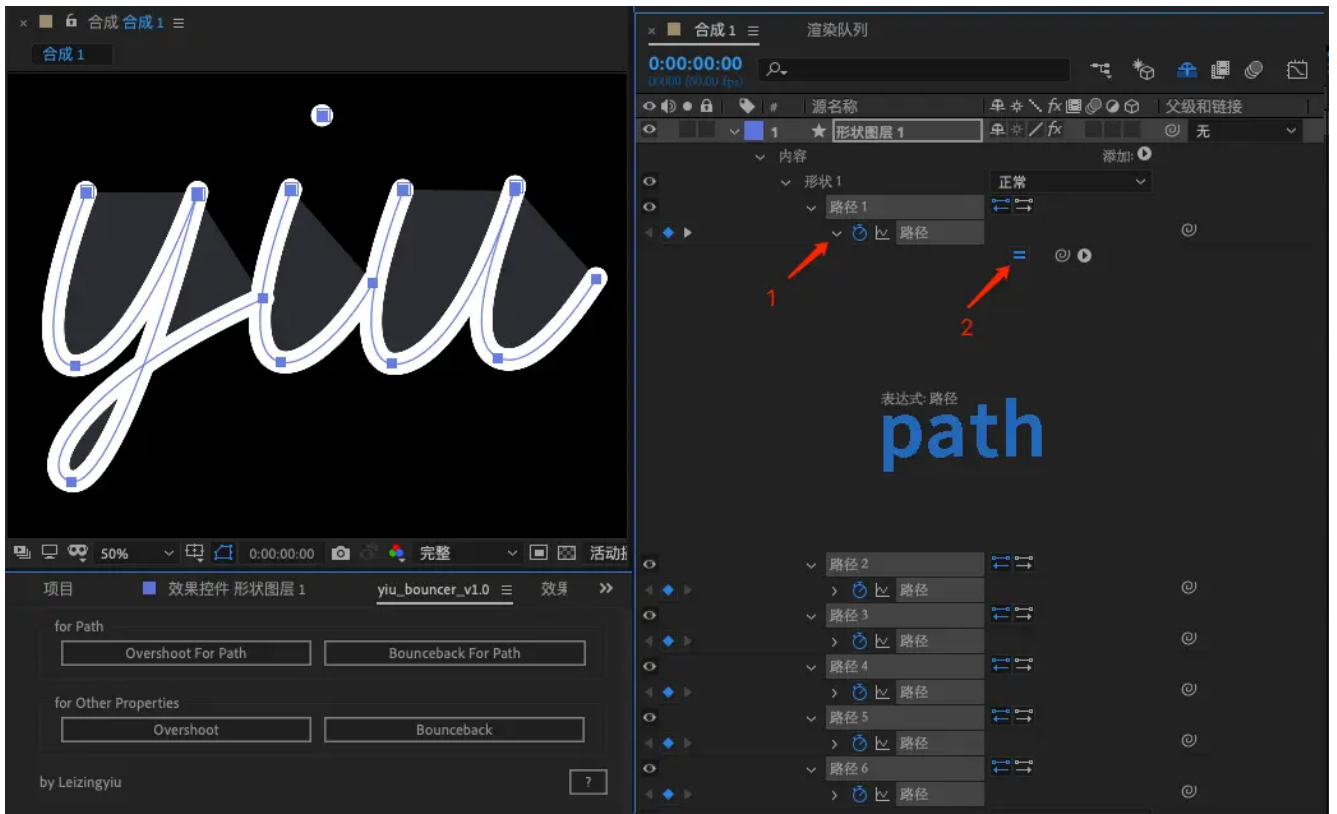 × 合成 合成 1 ≡
合成 1
yiu
50%
0:00:00:00
完整
项目
效果控件 形状图层 1
yiu_bouncer_v1.0 ≡
效果
»
for Path
Overshoot For Path
Bounceback For Path
for Other Properties
Overshoot
Bounceback
by Leizingyiu
?
× 合成 1 ≡
渲染队列
0:00:00:00
00000 (60.00 fps)
# 源名称 fx 父级和链接
1 形状图层 1 fx 无
内容 添加:
形状 1 正常
路径 1
路径
1
2
表达式: 路径
path
路径 2
路径
路径 3
路径
路径 4
路径
路径 5
路径
路径 6
路径